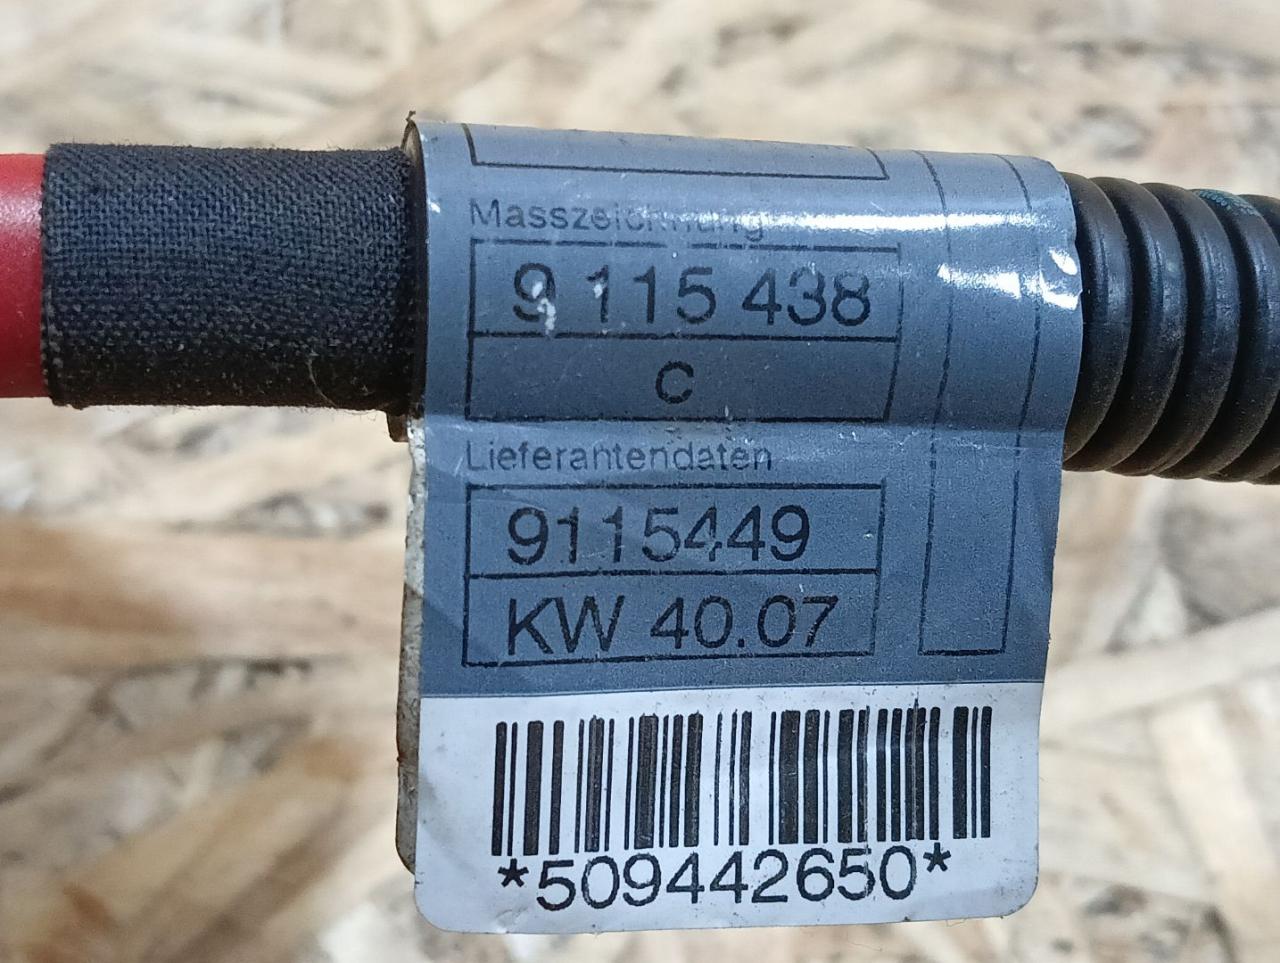 Masszeichnung
9 115 438
C
Lieferantendaten
9115449
KW 40.07
*509442650*